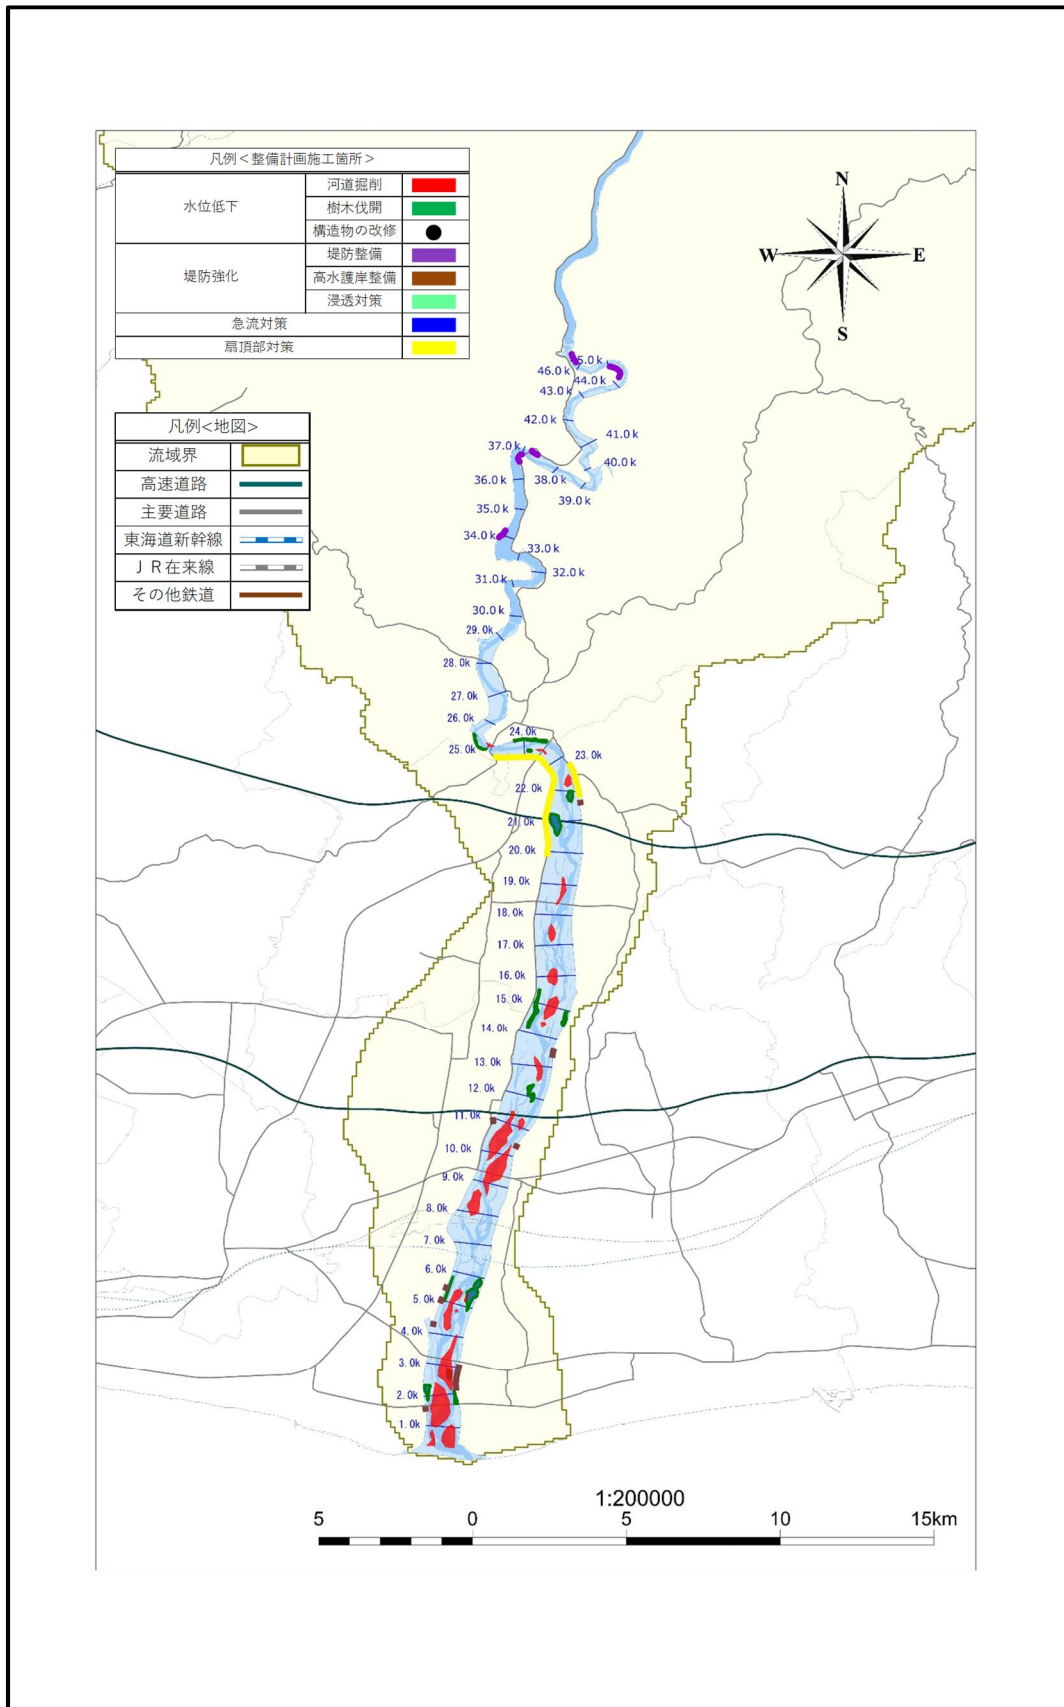 凡例＜整備計画施工箇所＞
水位低下
河道掘削
樹木伐開
構造物の改修
堤防強化
堤防整備
高水護岸整備
浸透対策
急流対策
扇頂部対策
N
W
E
S
凡例<地図>
流域界
高速道路
主要道路
東海道新幹線
ＪＲ在来線
その他鉄道
5.0k
46.0k
44.0k
43.0k
42.0k
41.0k
40.0k
39.0k
38.0k
37.0k
36.0k
35.0k
34.0k
33.0k
32.0k
31.0k
30.0k
29.0k
28.0k
27.0k
26.0k
25.0k
24.0k
23.0k
22.0k
21.0k
20.0k
19.0k
18.0k
17.0k
16.0k
15.0k
14.0k
13.0k
12.0k
11.0k
10.0k
9.0k
8.0k
7.0k
6.0k
5.0k
4.0k
3.0k
2.0k
1.0k
1:200000
5 0 5 10 15km